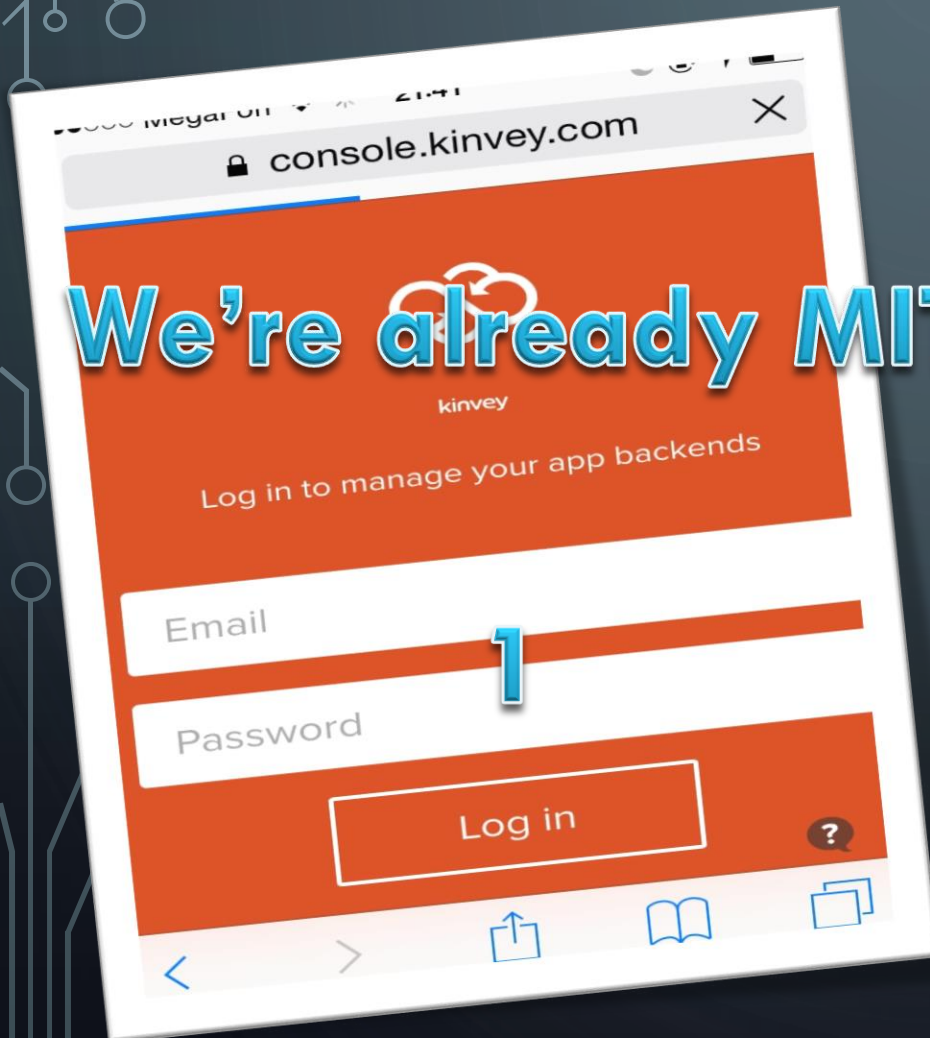 console.kinvey.com
We're already MIT
kinvey
Log in to manage your app backends
Email
1
Password
Log in
?